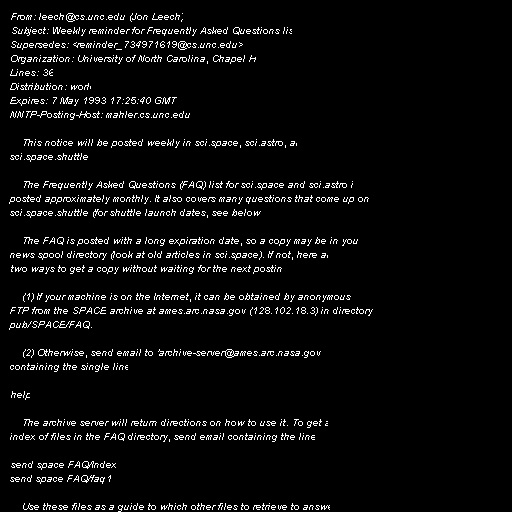 From: leech@cs.unc.edu (Jon Leech)
Subject: Weekly reminder for Frequently Asked Questions lis
Supersedes: <reminder_734971619@cs.unc.edu>
Organization: University of North Carolina, Chapel H
Lines: 36
Distribution: worl
Expires: 7 May 1993 17:25:40 GMT
NNTP-Posting-Host: mahler.cs.unc.edu
This notice will be posted weekly in sci.space, sci.astro, a
sci.space.shuttle
The Frequently Asked Questions (FAQ) list for sci.space and sci.astro i
posted approximately monthly. It also covers many questions that come up on
sci.space.shuttle (for shuttle launch dates, see below
The FAQ is posted with a long expiration date, so a copy may be in you
news spool directory (look at old articles in sci.space). If not, here a
two ways to get a copy without waiting for the next postin
(1) If your machine is on the Internet, it can be obtained by anonymous
FTP from the SPACE archive at ames.arc.nasa.gov (128.102.18.3) in directory
pub/SPACE/FAQ.
(2) Otherwise, send email to 'archive-server@ames.arc.nasa.gov
containing the single line
help
The archive server will return directions on how to use it. To get a
index of files in the FAQ directory, send email containing the line
send space FAQ/Index
send space FAQ/faq1
Use these files as a guide to which other files to retrieve to answe